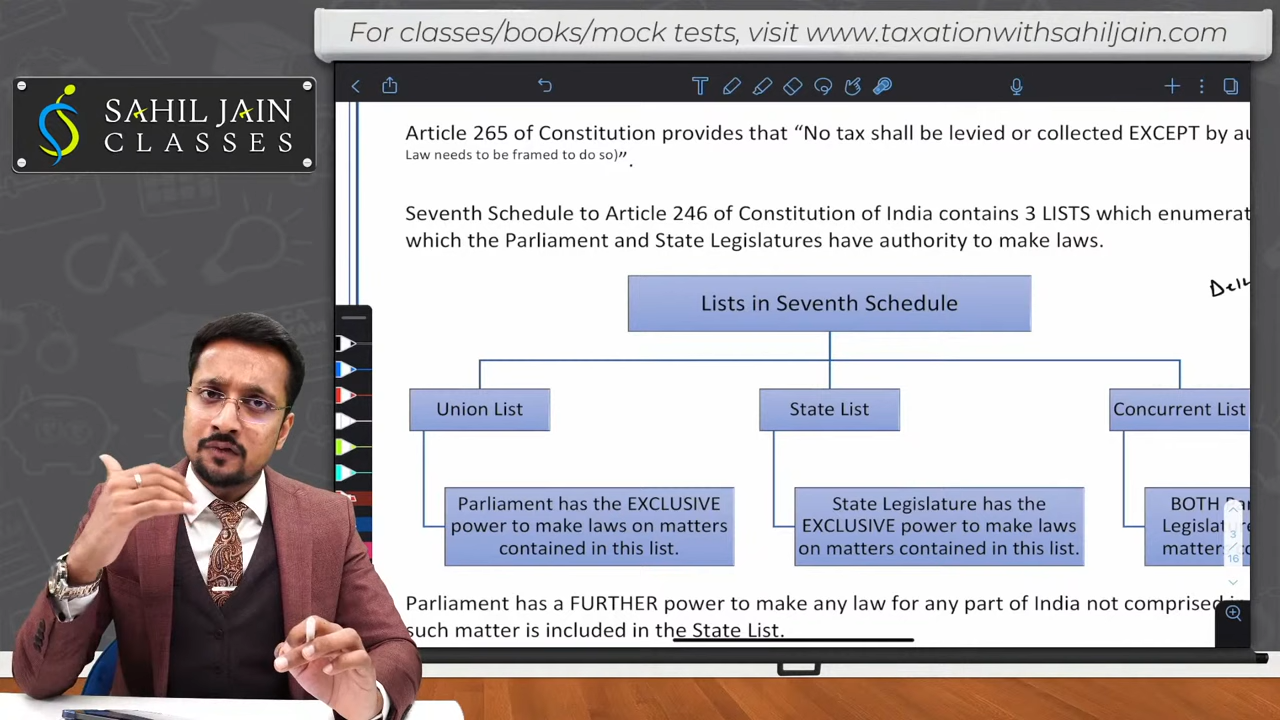 For classes/books/mock tests, visit www.taxationwithsahiljain.com
SAHIL JAIN
CLASSES
Article 265 of Constitution provides that “No tax shall be levied or collected EXCEPT by
Law needs to be framed to do so)”.
Seventh Schedule to Article 246 of Constitution of India contains 3 LISTS which
which the Parliament and State Legislatures have authority to make laws.
Lists in Seventh Schedule
Union List
State List
Concurrent List
Parliament has the EXCLUSIVE
power to make laws on matters
contained in this list.
State Legislature has the
EXCLUSIVE power to make laws
on matters contained in this list.
BOTH
3
16
Parliament has a FURTHER power to make any law for any part of India not comprised
such matter is included in the State List.